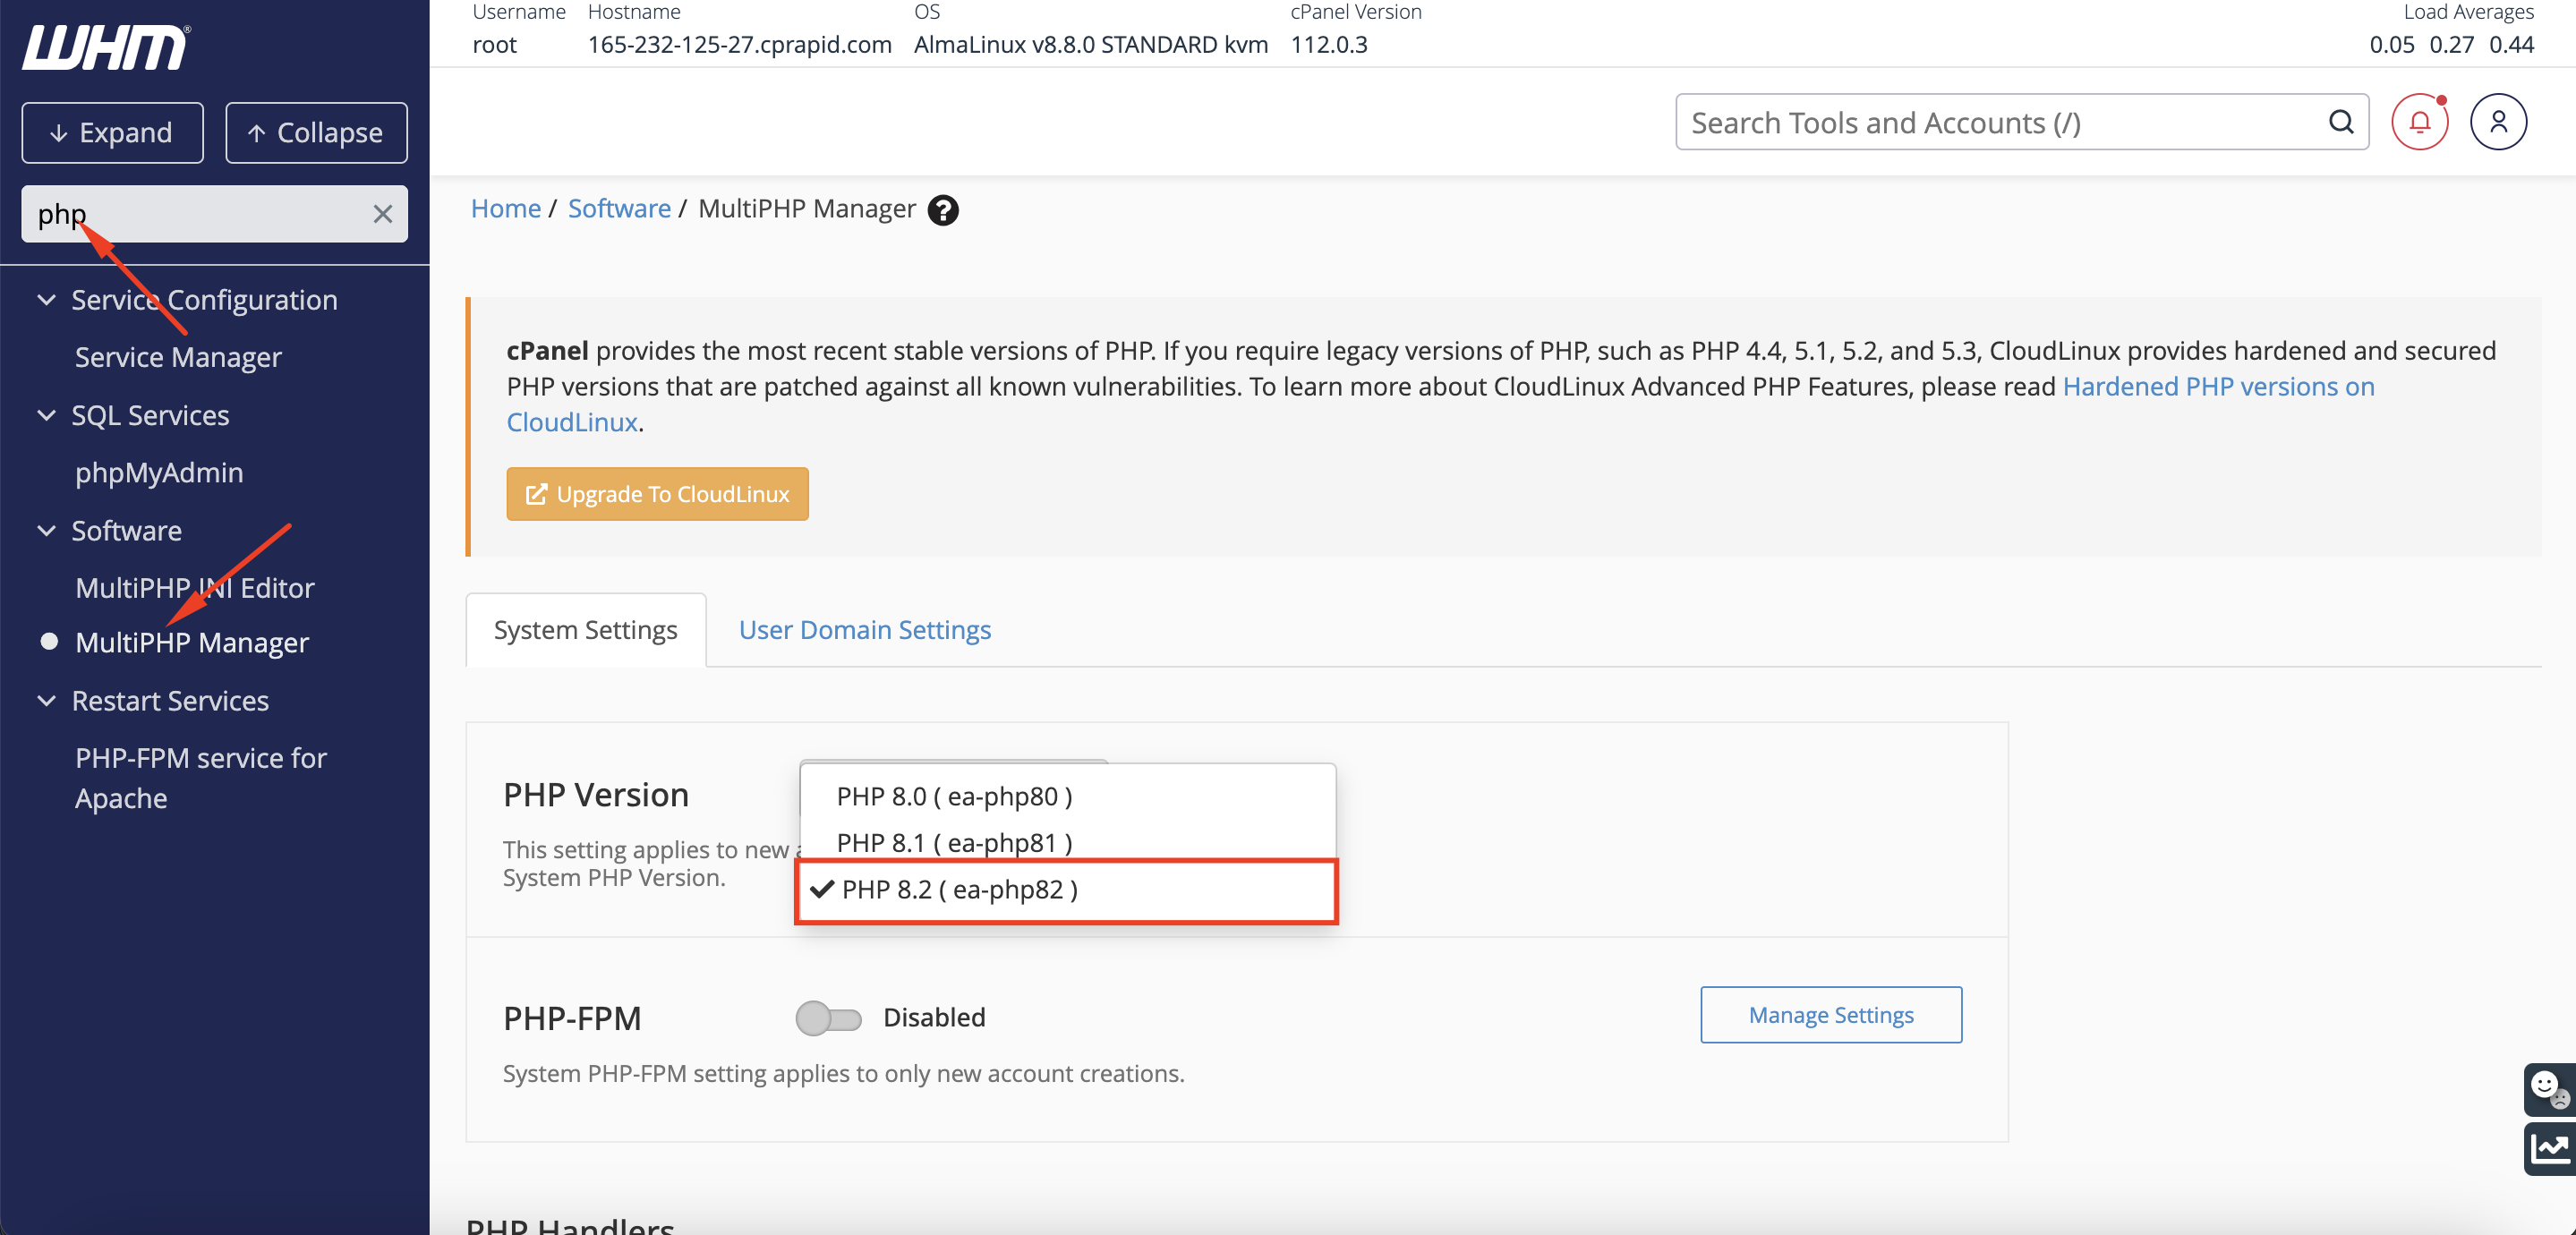 WHM®
Username Hostname OS cPanel Version Load Averages
root 165-232-125-27.cprapid.com AlmaLinux v8.8.0 STANDARD kvm 112.0.3 0.05 0.27 0.44
Expand
Collapse
Search Tools and Accounts (/)
php
Service Configuration
Service Manager
SQL Services
phpMyAdmin
Software
MultiPHP INI Editor
MultiPHP Manager
Restart Services
PHP-FPM service for
Apache
Home / Software / MultiPHP Manager
cPanel provides the most recent stable versions of PHP. If you require legacy versions of PHP, such as PHP 4.4, 5.1, 5.2, and 5.3, CloudLinux provides hardened and secured
PHP versions that are patched against all known vulnerabilities. To learn more about CloudLinux Advanced PHP Features, please read Hardened PHP versions on
CloudLinux.
Upgrade To CloudLinux
System Settings
User Domain Settings
PHP Version
This setting applies to new
System PHP Version.
PHP 8.0 ( ea-php80 )
PHP 8.1 ( ea-php81 )
PHP 8.2 ( ea-php82 )
PHP-FPM
Disabled
Manage Settings
System PHP-FPM setting applies to only new account creations.
PHP Handlers